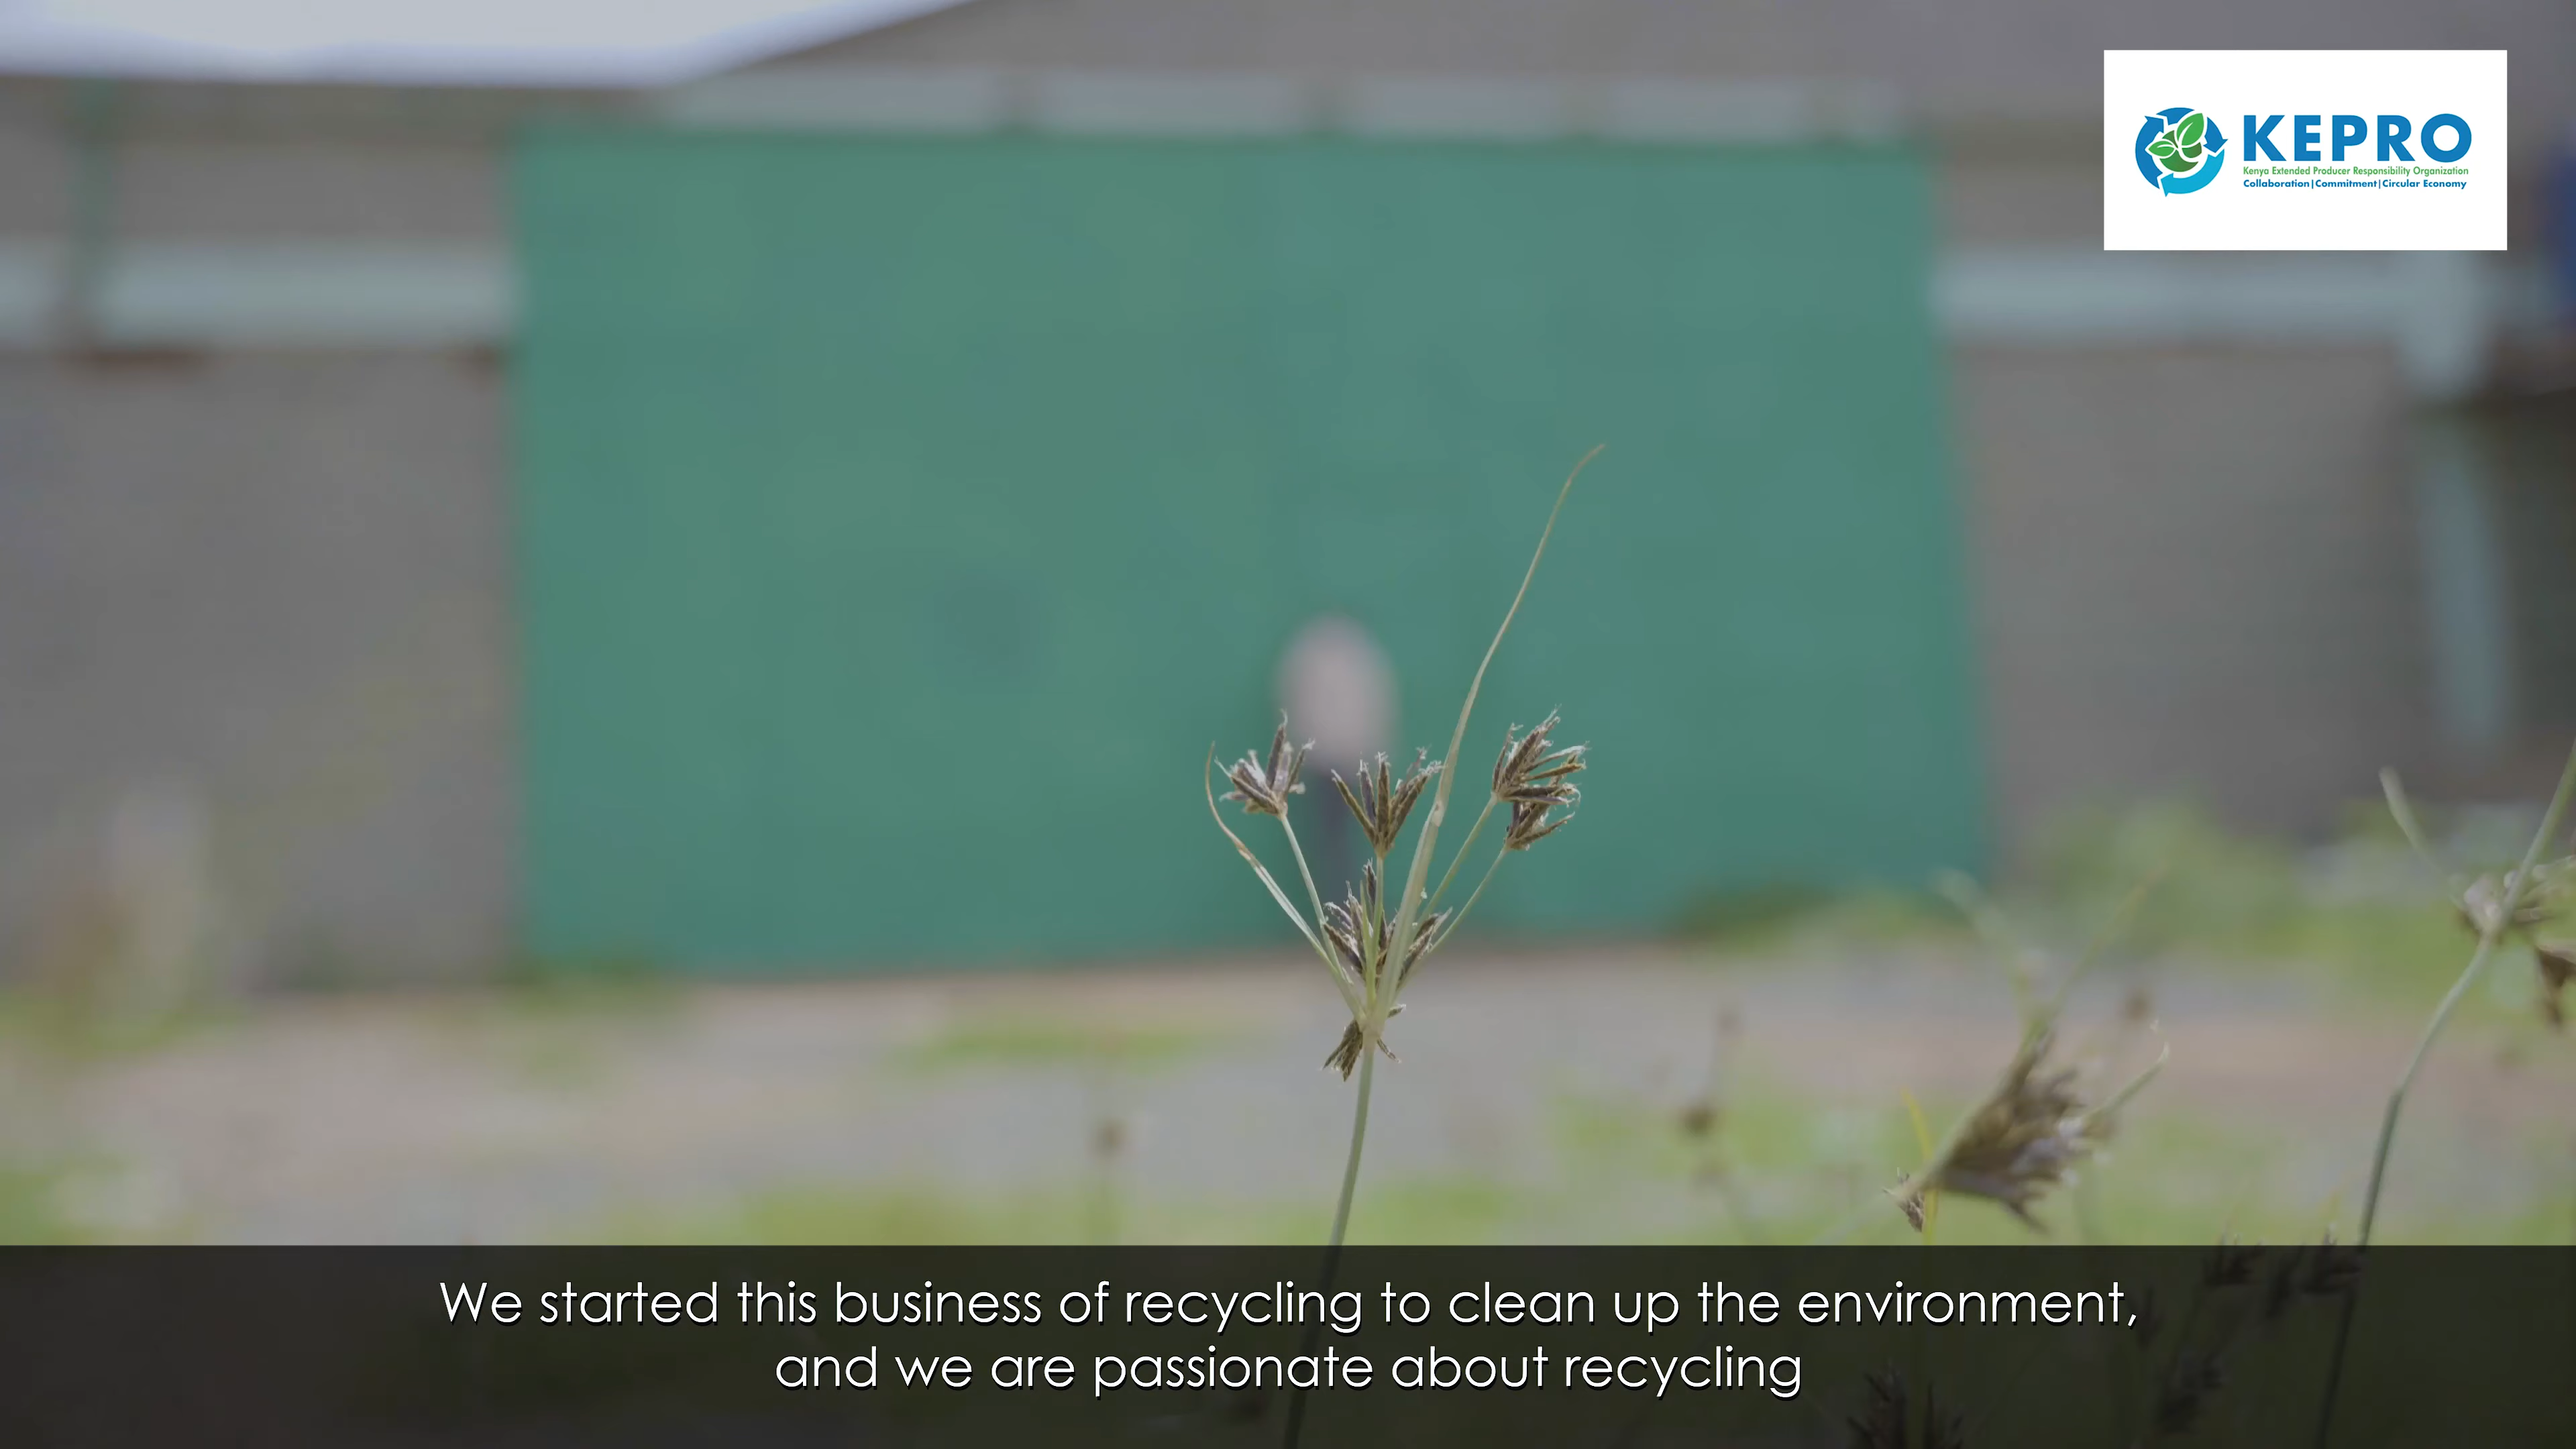 KEPRO
Kenya Extended Producer Responsibility Organization
Collaboration|Commitment|Circular Economy
We started this business of recycling to clean up the environment,
and we are passionate about recycling